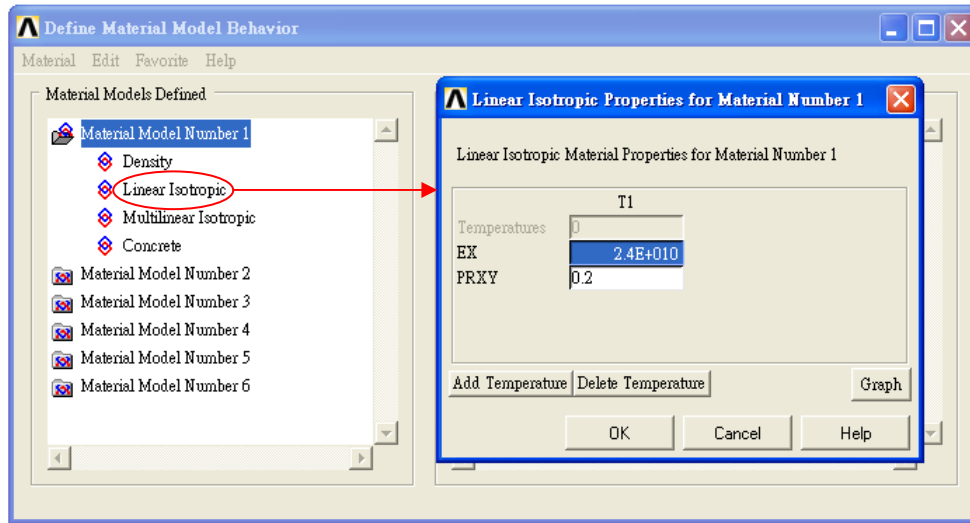 Define Material Model Behavior
Material Edit Favorite Help
Material Models Defined
Material Model Number 1
Density
Linear Isotropic
Multilinear Isotropic
Concrete
Material Model Number 2
Material Model Number 3
Material Model Number 4
Material Model Number 5
Material Model Number 6
Linear Isotropic Properties for Material Number 1
Linear Isotropic Material Properties for Material Number 1
T1
Temperatures 0
EX 2.4E+010
PRXY 0.2
Add Temperature Delete Temperature Graph
OK Cancel Help